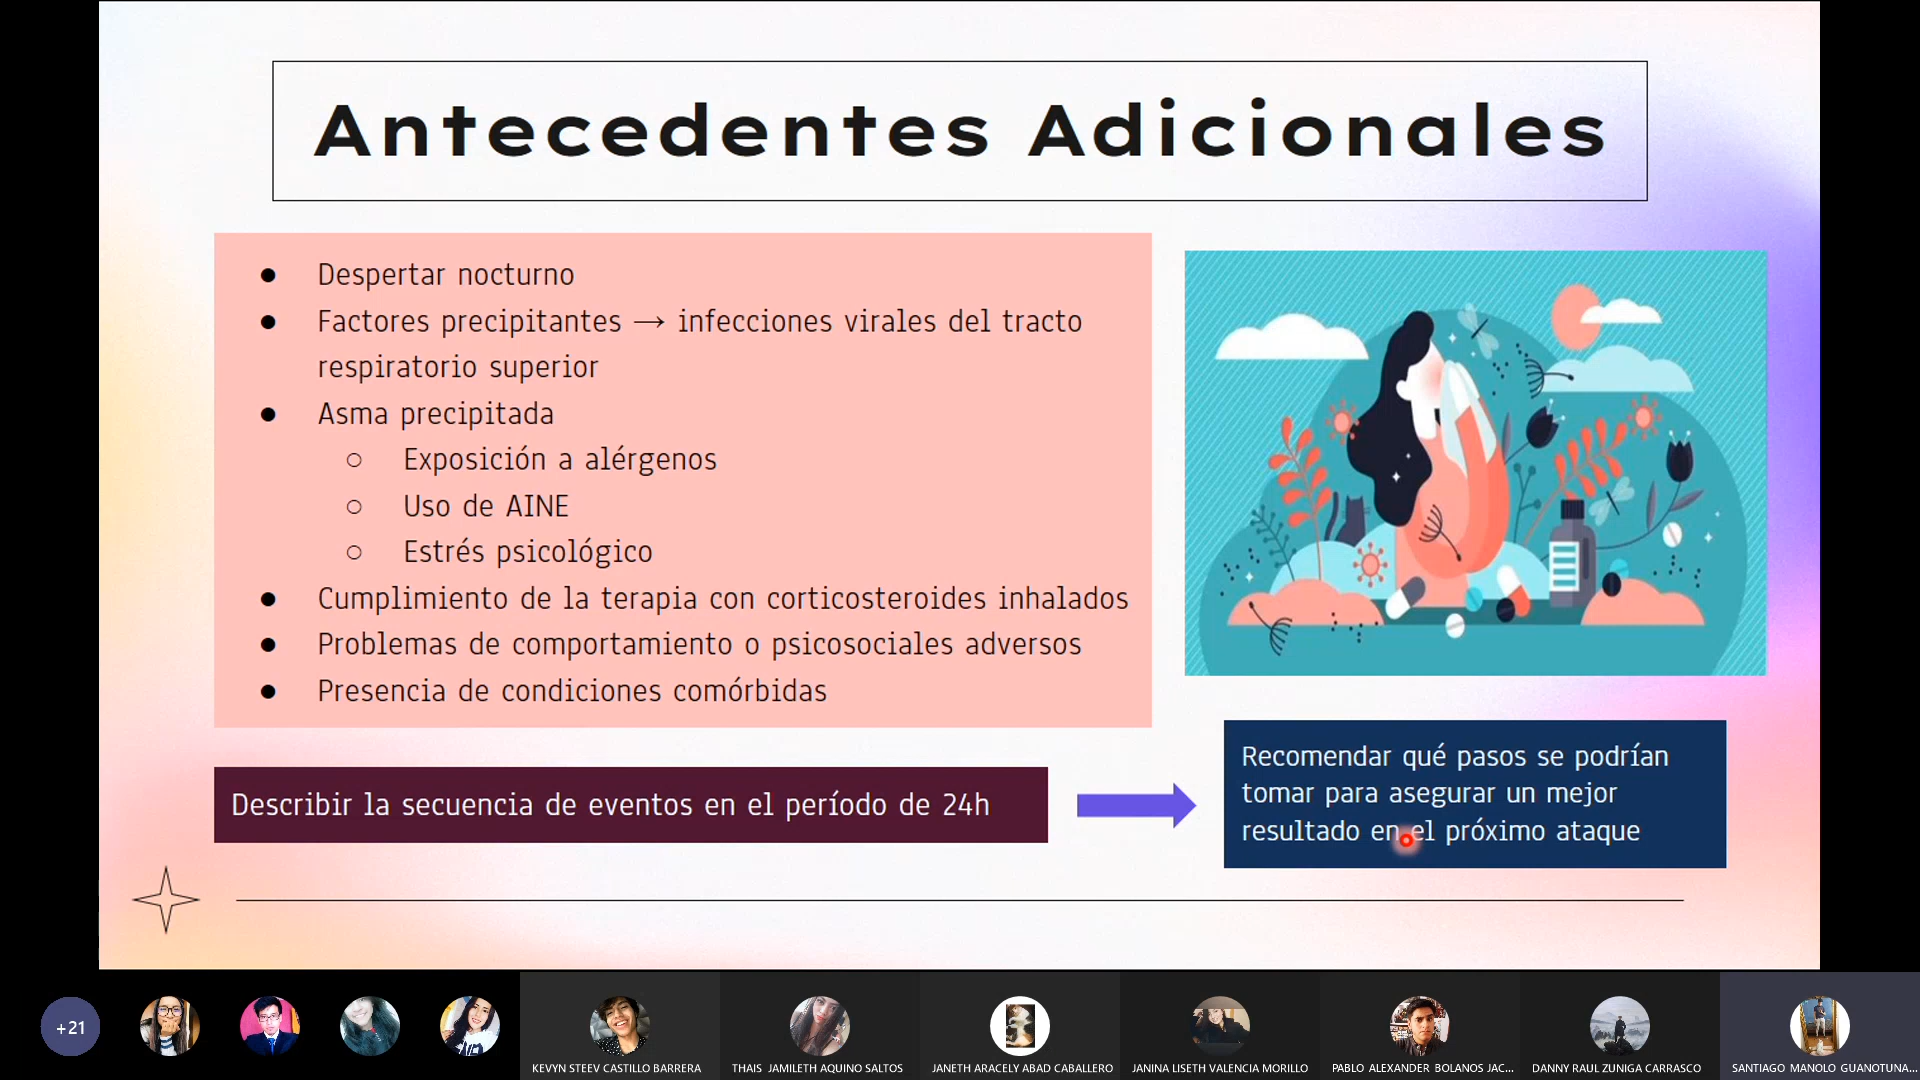 Antecedentes Adicionales
● Despertar nocturno
● Factores precipitantes → infecciones virales del tracto
respiratorio superior
● Asma precipitada
○ Exposición a alérgenos
○ Uso de AINE
○ Estrés psicológico
● Cumplimiento de la terapia con corticosteroides inhalados
● Problemas de comportamiento o psicosociales adversos
● Presencia de condiciones comórbidas
Describir la secuencia de eventos en el período de 24h
Recomendar qué pasos se podrían
tomar para asegurar un mejor
resultado en el próximo ataque
+21
KEVYN STEEV CASTILLO BARRERA
THAIS JAMILETH AQUINO SALTOS
JANETH ARACELY ABAD CABALLERO
JANINA LISETH VALENCIA MORILLO
PABLO ALEXANDER BOLANOS JAC...
DANNY RAUL ZUNIGA CARRASCO
SANTIAGO MANOLO GUANOTUNA...